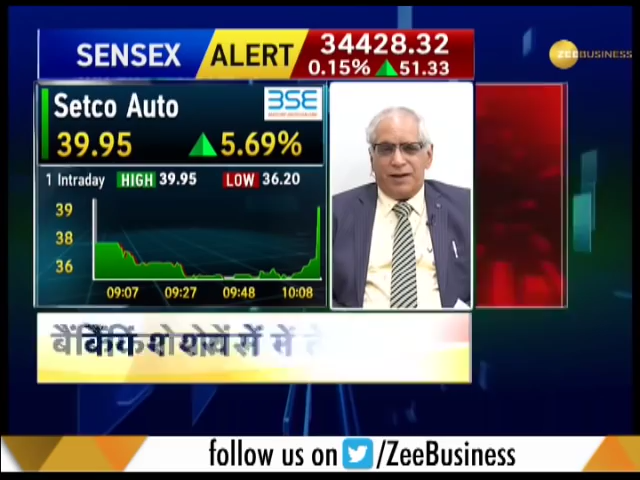 SENSEX ALERT 34428.32
0.15% 51.33
ZEEBUSINESS
Setco Auto BSE
39.95 5.69%
1 Intraday HIGH 39.95 LOW 36.20
39
38
36
09:07 09:27 09:48 10:08
follow us on /ZeeBusiness